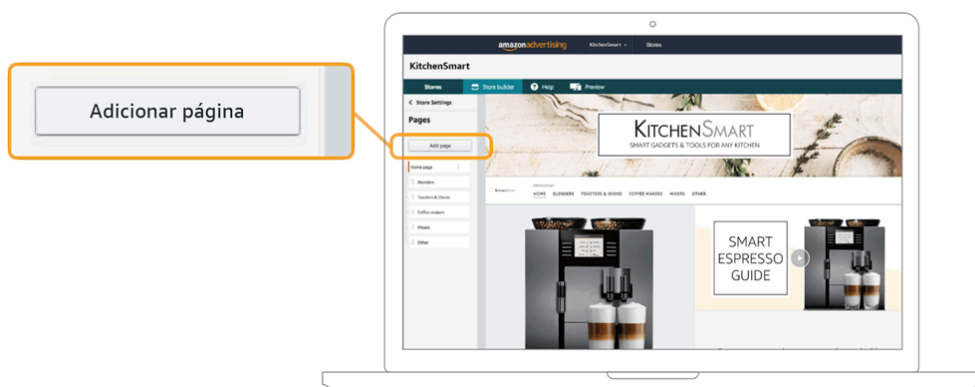 amazon advertising KitchenSmart Stores
KitchenSmart
Stores Store builder Help Preview
Store Settings
Pages
Adicionar página
Add page
Home page
Blenders
Toasters & Ovens
Coffee makers
Mixers
Other
KITCHENSMART
SMART GADGETS & TOOLS FOR ANY KITCHEN
HOME BLENDERS TOASTERS & OVENS COFFEE MAKERS MIXERS OTHER
SMART
ESPRESSO
GUIDE